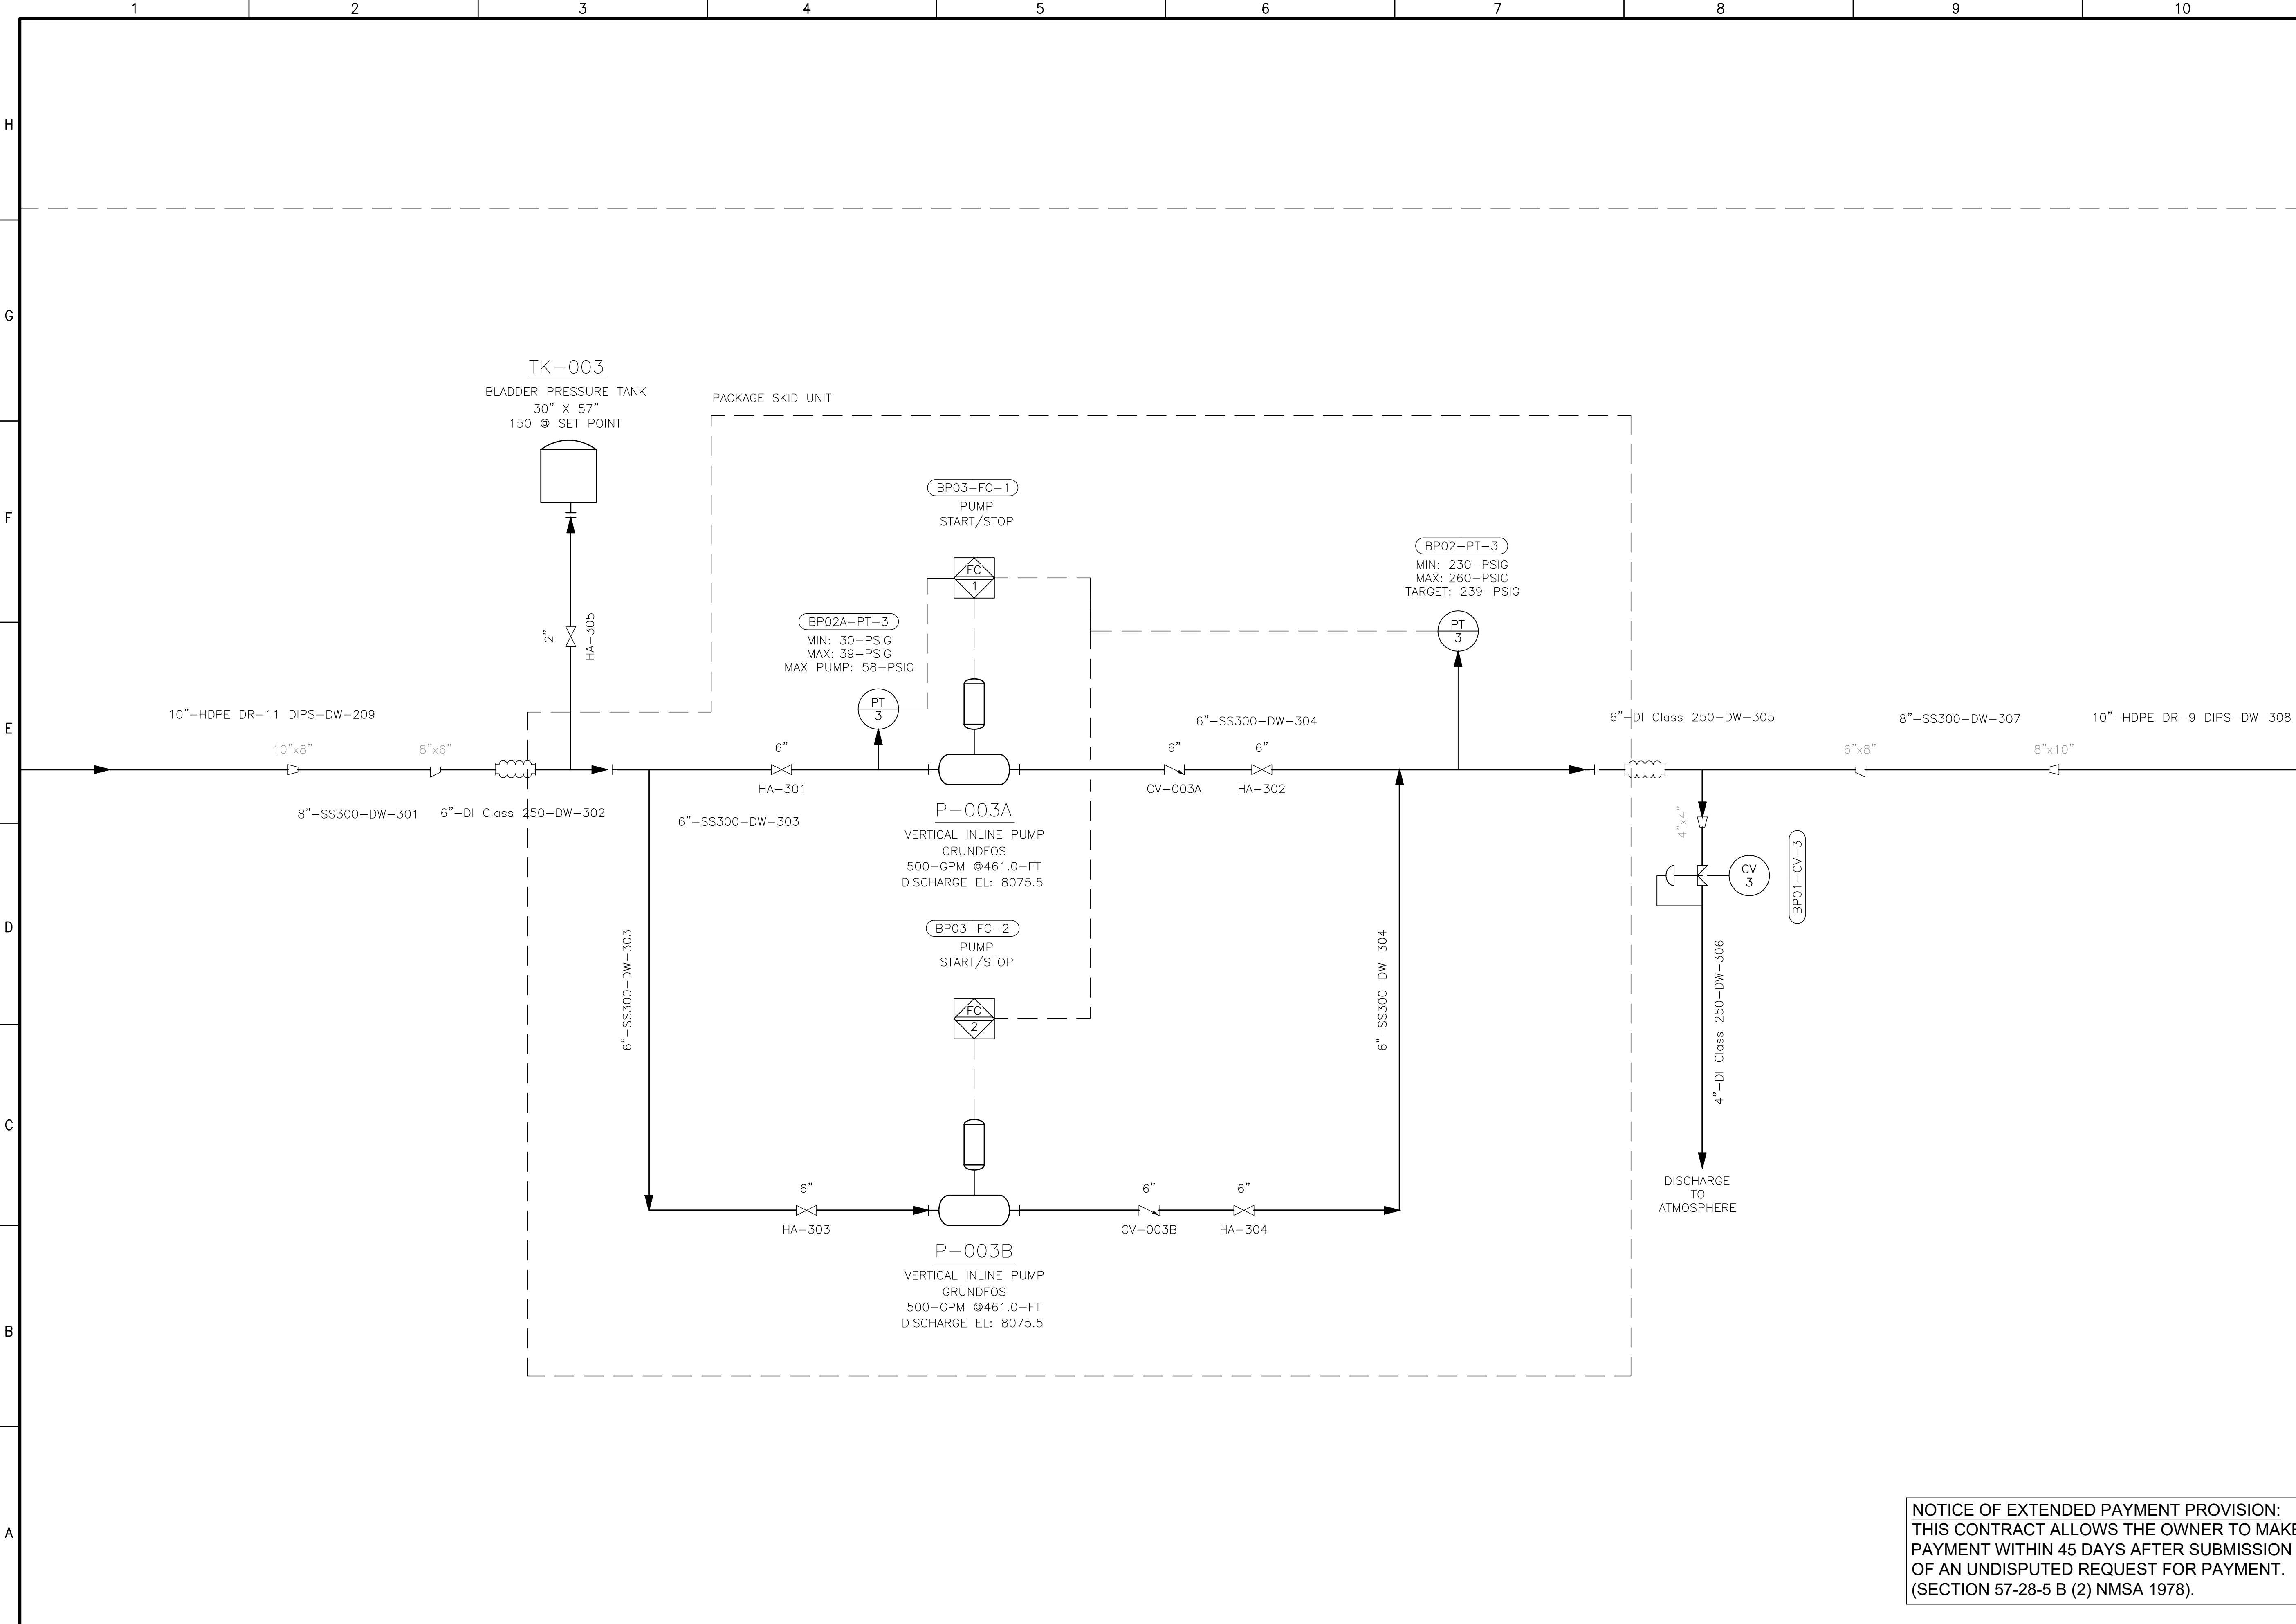 1 2 3 4 5 6 7 8 9 10
H
G
F
E
D
C
B
A
TK-003
BLADDER PRESSURE TANK
30" X 57"
150 @ SET POINT
PACKAGE SKID UNIT
BP03-FC-1
PUMP
START/STOP
FC
1
BP02-PT-3
MIN: 230-PSIG
MAX: 260-PSIG
TARGET: 239-PSIG
PT
3
2"
HA-305
BP02A-PT-3
MIN: 30-PSIG
MAX: 39-PSIG
MAX PUMP: 58-PSIG
PT
3
10"-HDPE DR-11 DIPS-DW-209
10"x8"
8"x6"
8"-SS300-DW-301
6"-DI Class 250-DW-302
6"
HA-301
6"-SS300-DW-303
6"-SS300-DW-304
6"
CV-003A
6"
HA-302
6"-DI Class 250-DW-305
8"-SS300-DW-307
10"-HDPE DR-9 DIPS-DW-308
6"x8"
8"x10"
P-003A
VERTICAL INLINE PUMP
GRUNDFOS
500-GPM @461.0-FT
DISCHARGE EL: 8075.5
4"x4"
CV
3
BP01-CV-3
BP03-FC-2
PUMP
START/STOP
FC
2
6"-SS300-DW-303
6"-SS300-DW-304
4"-DI Class 250-DW-306
DISCHARGE
TO
ATMOSPHERE
6"
HA-303
6"
CV-003B
6"
HA-304
P-003B
VERTICAL INLINE PUMP
GRUNDFOS
500-GPM @461.0-FT
DISCHARGE EL: 8075.5
NOTICE OF EXTENDED PAYMENT PROVISION:
THIS CONTRACT ALLOWS THE OWNER TO MAKE
PAYMENT WITHIN 45 DAYS AFTER SUBMISSION
OF AN UNDISPUTED REQUEST FOR PAYMENT.
(SECTION 57-28-5 B (2) NMSA 1978).